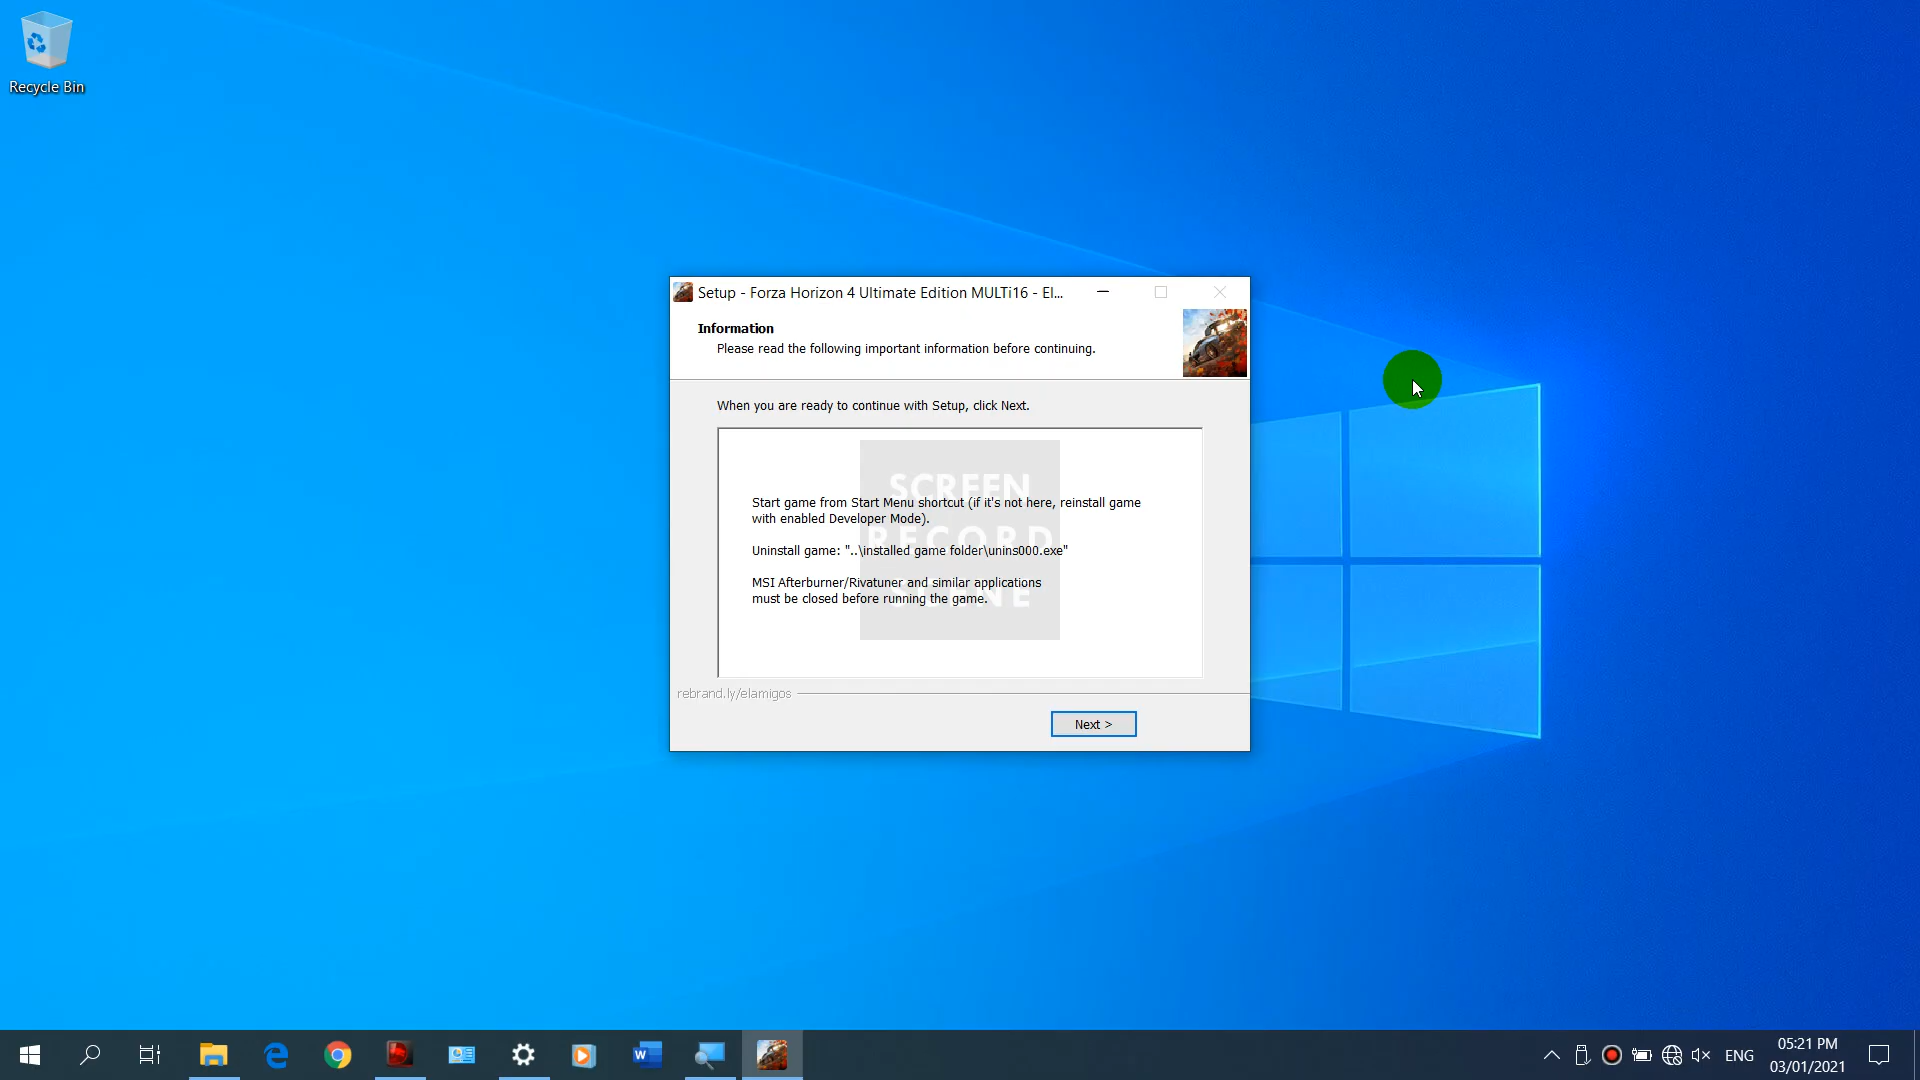 Recycle Bin
Setup - Forza Horizon 4 Ultimate Edition MULTi16 - El...
Information
Please read the following important information before continuing.
When you are ready to continue with Setup, click Next.
SCREEN
RECORD
Start game from Start Menu shortcut (if it's not here, reinstall game
with enabled Developer Mode).
Uninstall game: "..\installed game folder\unins000.exe"
MSI Afterburner/Rivatuner and similar applications
must be closed before running the game.
rebrand.ly/elamigos
Next >
ENG
05:21 PM
03/01/2021